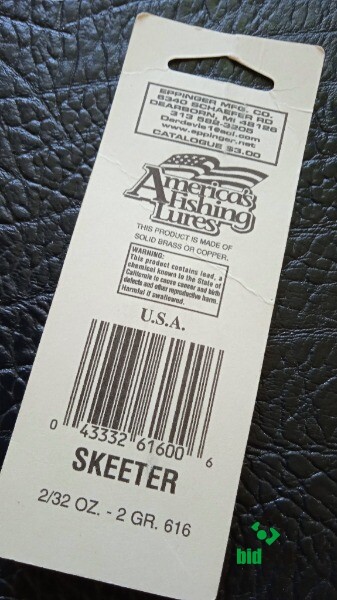 EPPINGER MFG. CO.
6340 SCHAEFER RD
DEARBORN, MI 48126
313 582-3205
Dardevle1@aol.com
www.eppinger.net
CATALOGUE $3.00
America's
Fishing
Lures
THIS PRODUCT IS MADE OF
SOLID BRASS OR COPPER.
WARNING:
This product contains lead, a
chemical known to the State of
California to cause cancer and birth
defects and other reproductive harm.
Harmful if swallowed.
U.S.A.
0 43332 61600 6
SKEETER
2/32 OZ. - 2 GR. 616
bid